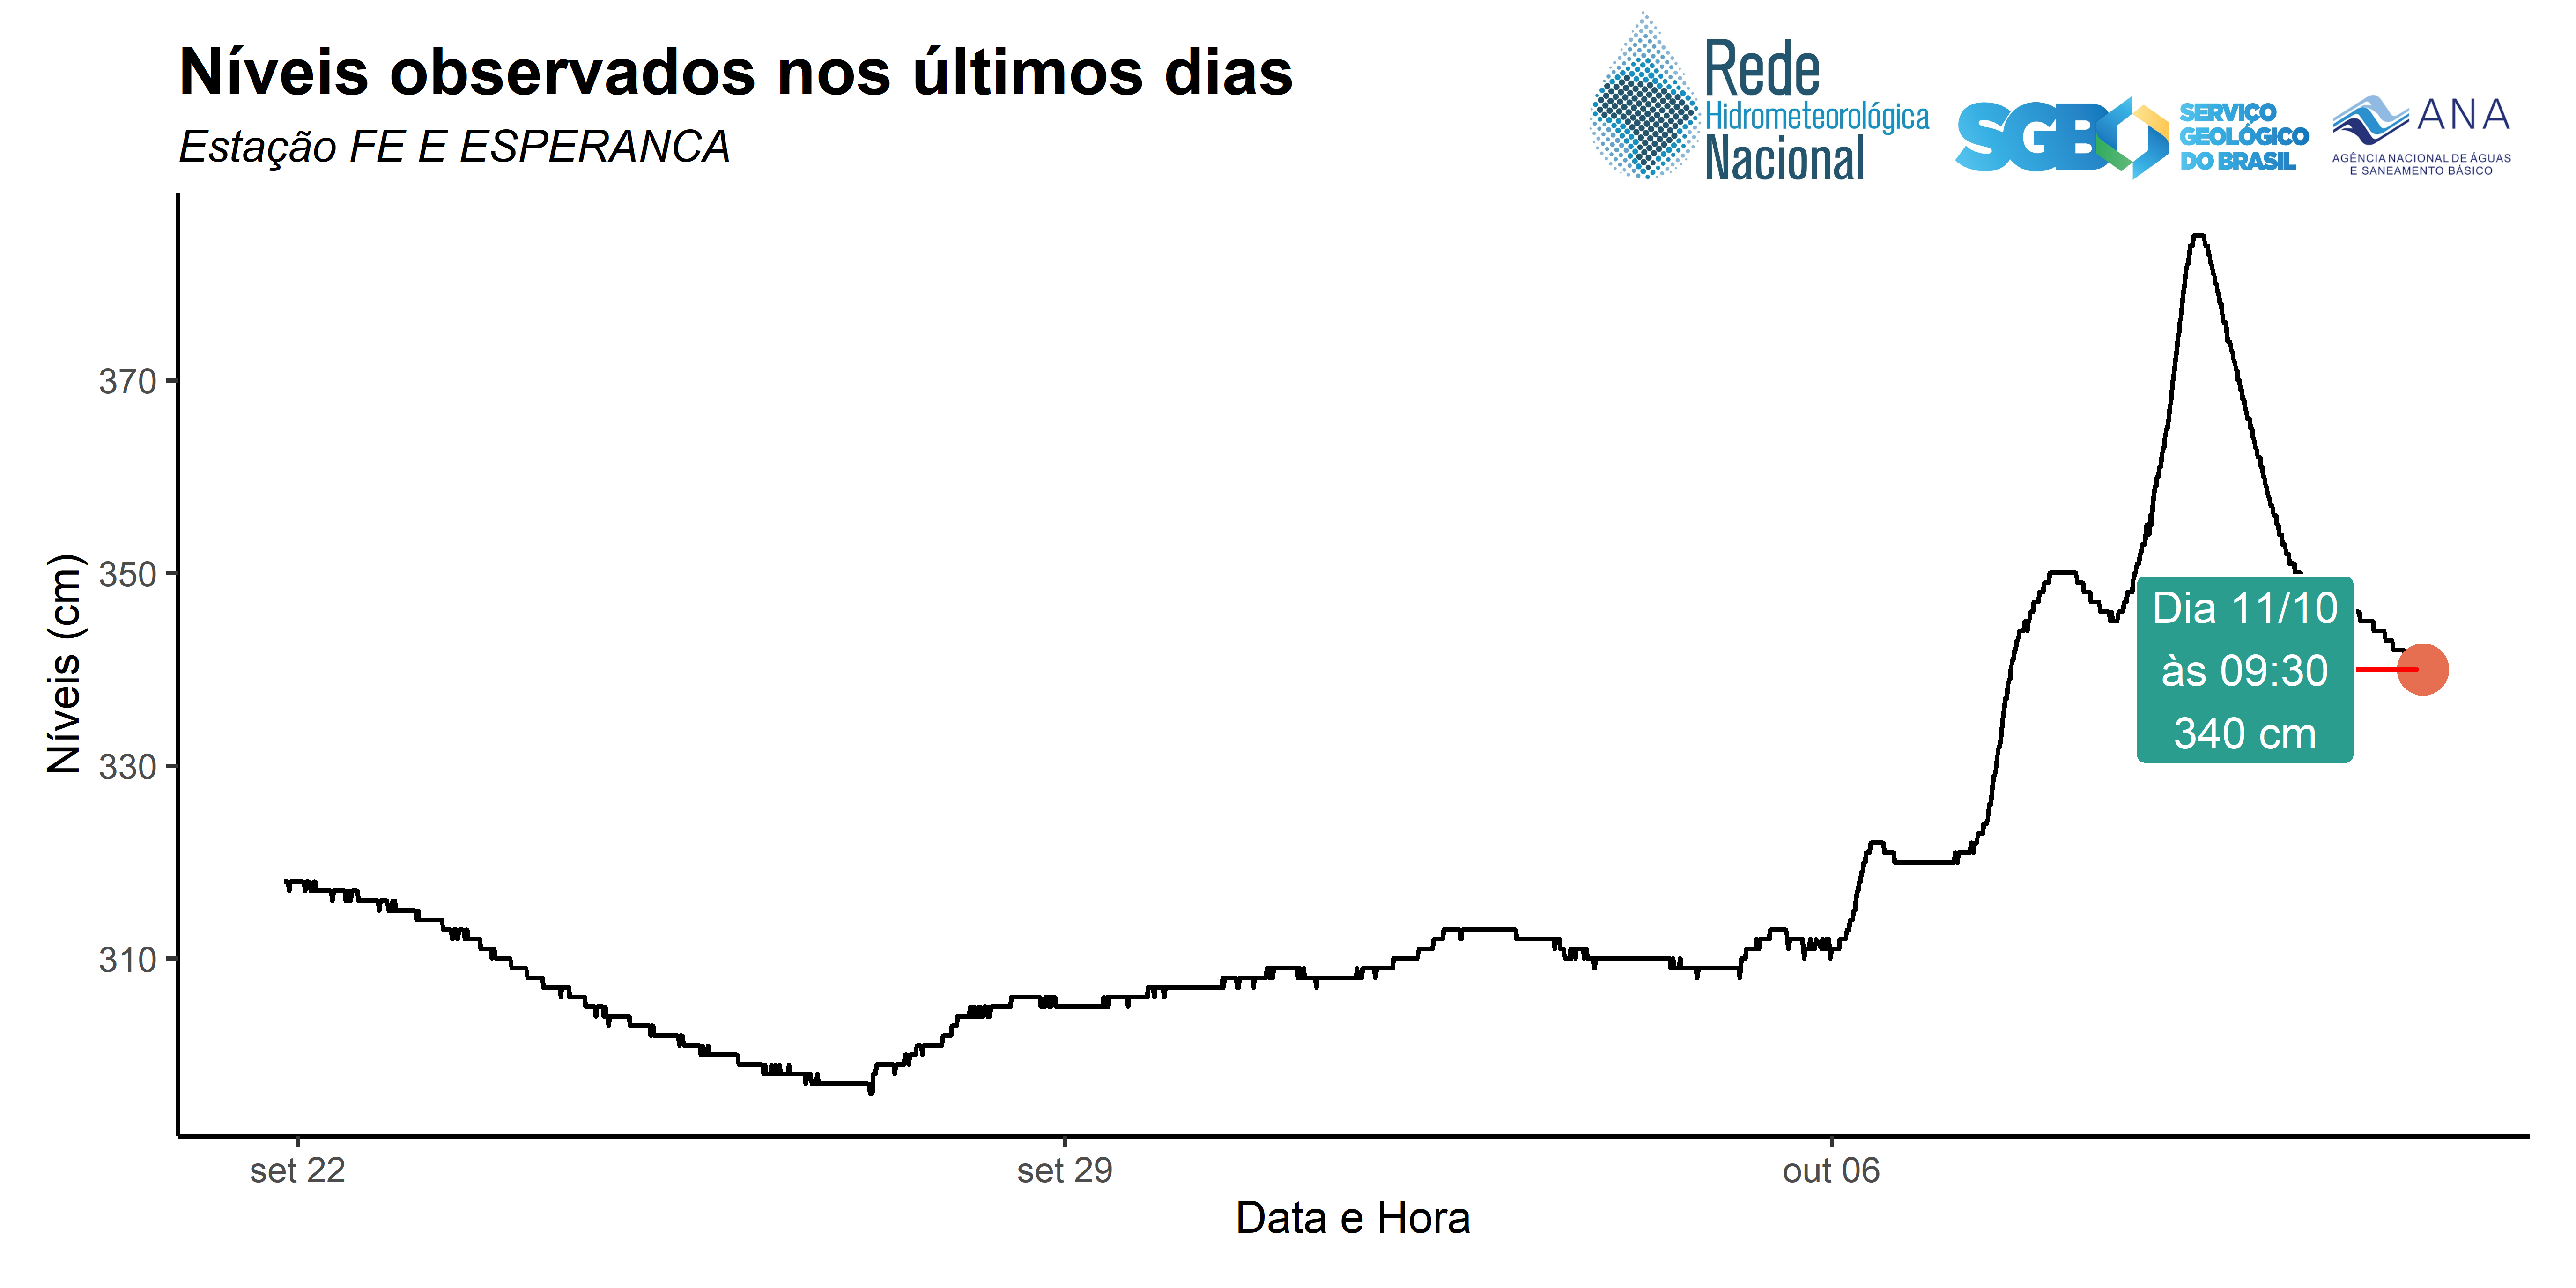 Níveis observados nos últimos dias
Estação FE E ESPERANCA
Rede
Hidrometeorológica
Nacional
SGB
SERVIÇO
GEOLÓGICO
DO BRASIL
ANA
AGÊNCIA NACIONAL DE ÁGUAS
E SANEAMENTO BÁSICO
Níveis (cm)
370
350
330
310
Dia 11/10
às 09:30
340 cm
set 22
set 29
out 06
Data e Hora